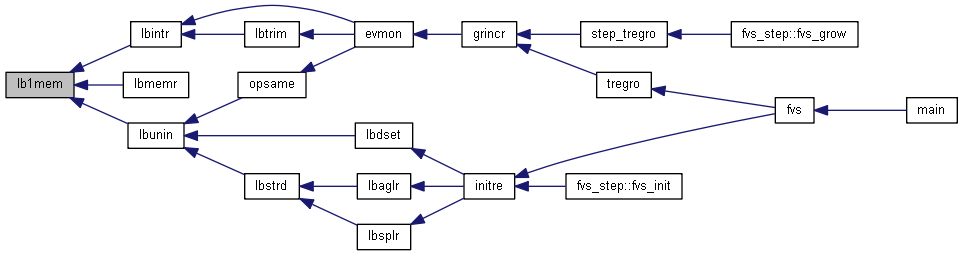 lb1mem
lbintr
lbmemr
lbunin
lbtrim
opsame
lbstrd
evmon
lbdset
lbaglr
lbsplr
grincr
initre
step_tregro
tregro
fvs_step::fvs_init
fvs_step::fvs_grow
fvs
main